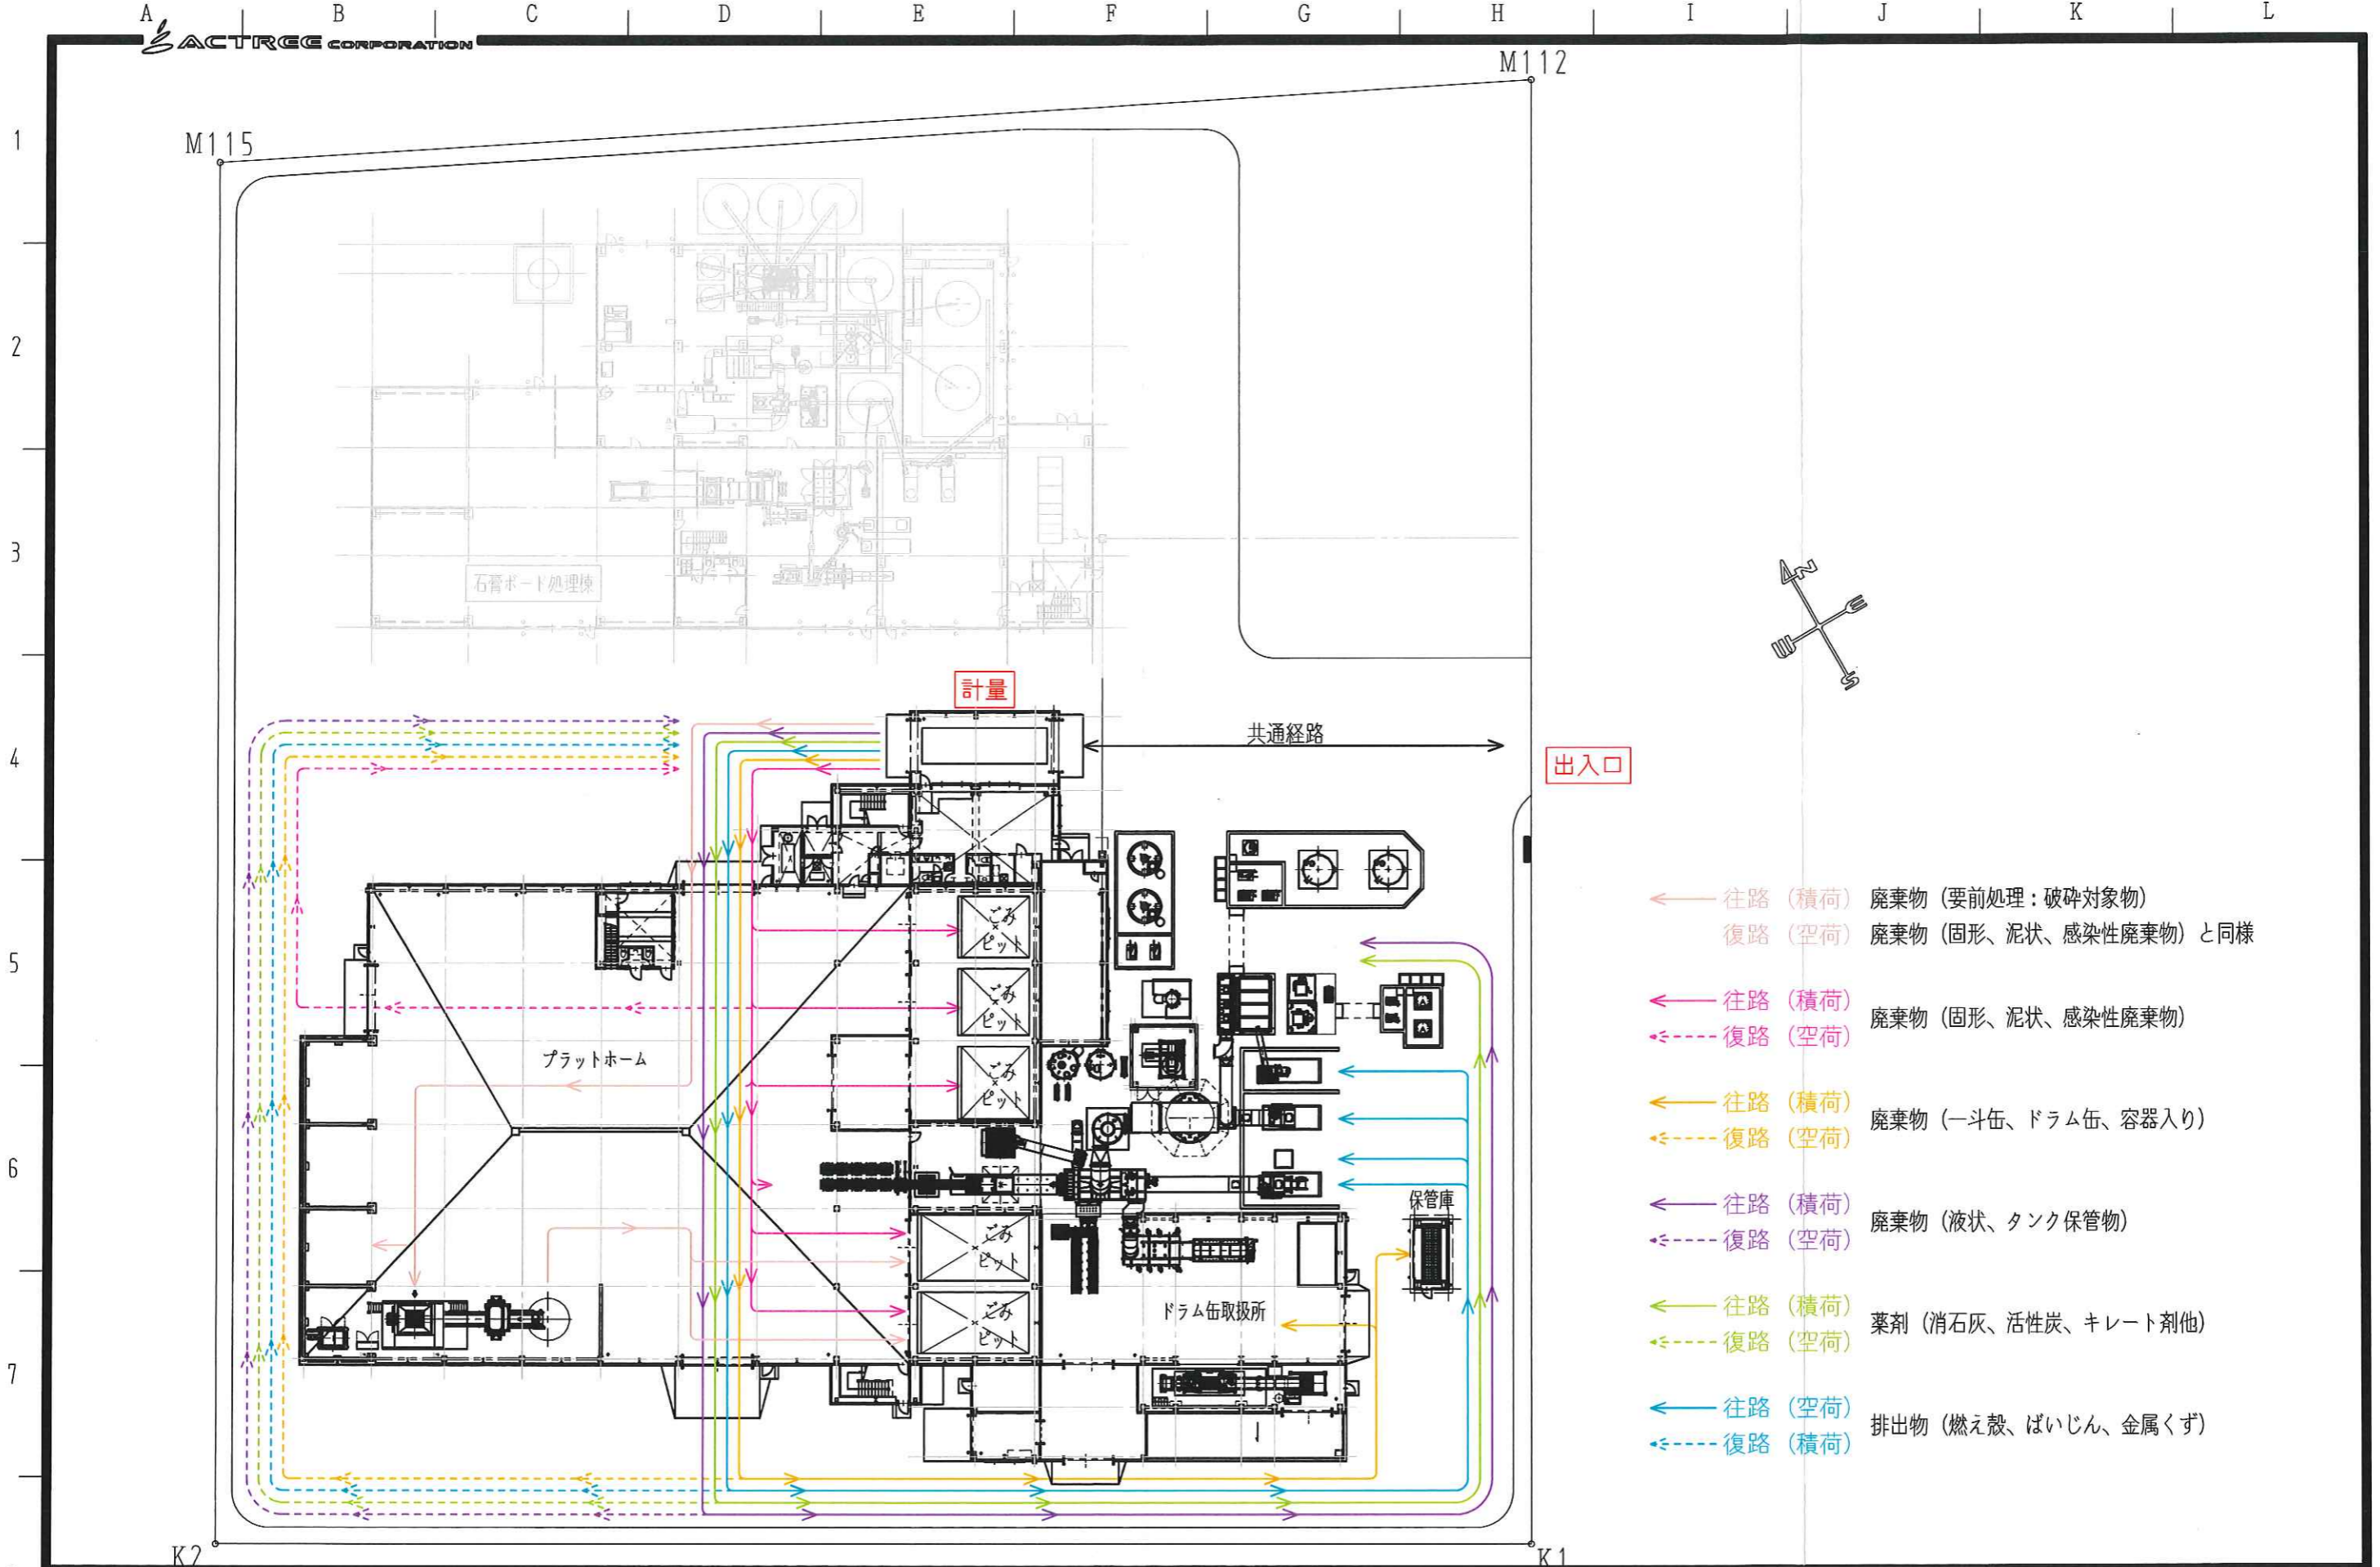 A B C D E F G H I J K L
ACTREE CORPORATION
M112
1
M115
2
3
石膏ボード処理棟
N
E
W
S
計量
4
共通経路
出入口
ごみ
ピット
5
往路（積荷） 廃棄物（要前処理：破砕対象物）
復路（空荷） 廃棄物（固形、泥状、感染性廃棄物）と同様
ごみ
ピット
往路（積荷）
廃棄物（固形、泥状、感染性廃棄物）
復路（空荷）
プラットホーム
ごみ
ピット
往路（積荷）
廃棄物（一斗缶、ドラム缶、容器入り）
復路（空荷）
6
保管庫
往路（積荷）
廃棄物（液状、タンク保管物）
復路（空荷）
ごみ
ピット
ドラム缶取扱所
ごみ
ピット
往路（積荷）
薬剤（消石灰、活性炭、キレート剤他）
復路（空荷）
7
往路（空荷）
排出物（燃え殻、ばいじん、金属くず）
復路（積荷）
K2
K1